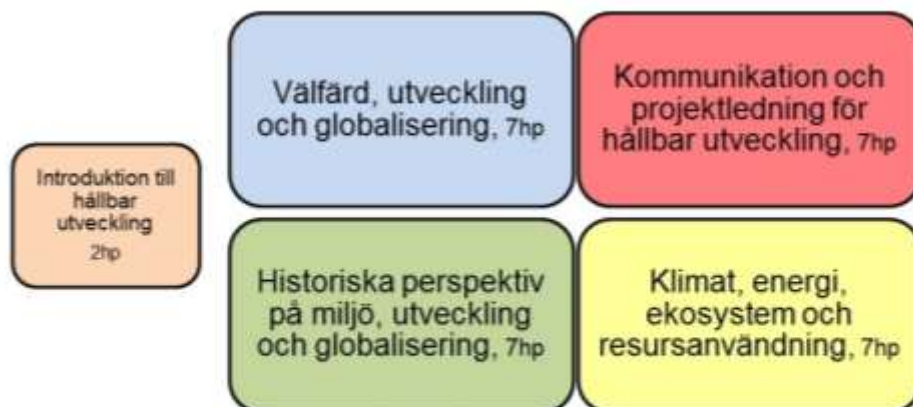 Introduktion till
hållbar
utveckling
2hp
Välfärd, utveckling
och globalisering, 7hp
Kommunikation och
projektledning för
hållbar utveckling, 7hp
Historiska perspektiv
på miljö, utveckling
och globalisering, 7hp
Klimat, energi,
ekosystem och
resursanvändning, 7hp